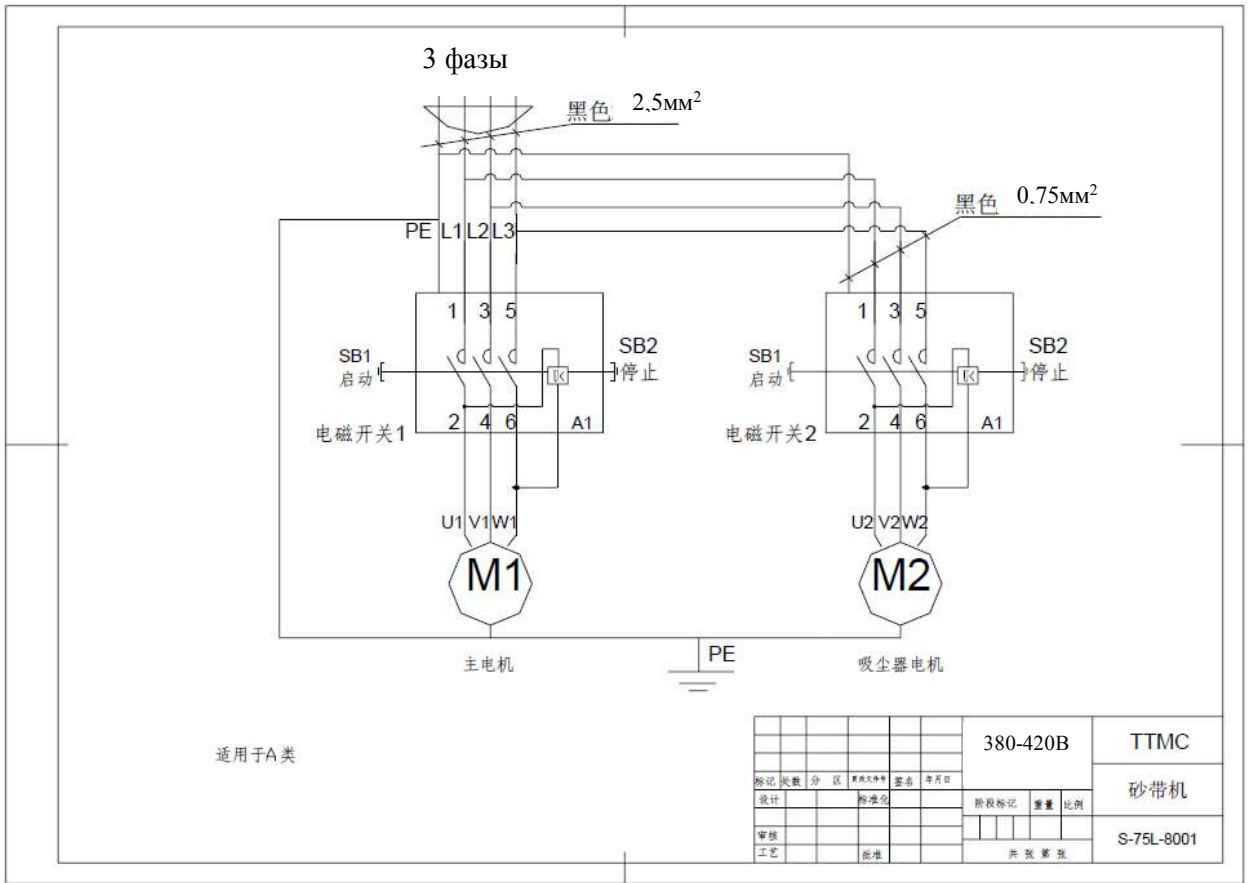 3 фазы
黑色 2,5мм²
黑色 0,75мм²
PE L1 L2 L3
1 3 5
1 3 5
SB1
启动
U<
SB2
停止
SB1
启动
U<
SB2
停止
2 4 6 A1
电磁开关1
2 4 6 A1
电磁开关2
U1 V1 W1
U2 V2 W2
M1
M2
PE
主电机
吸尘器电机
适用于A类
380-420В
TTMC
标记 处数 分 区 更改文件号 签名 年月日
砂带机
设计 标准化
阶段标记 重量 比例
审核
工艺 批准
共 张 第 张
S-75L-8001